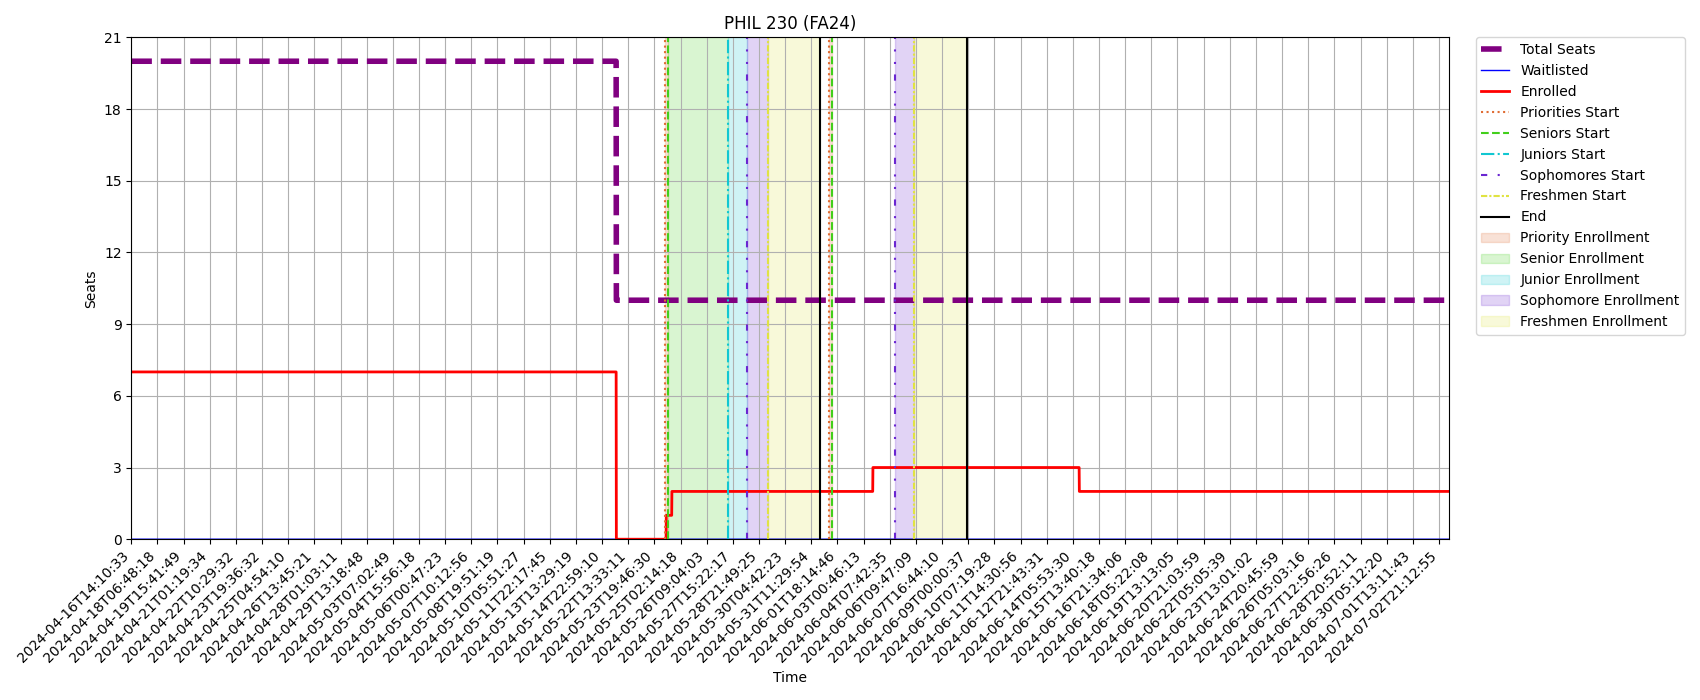 PHIL 230 (FA24)
21
18
15
12
9
6
3
0
Seats
2024-04-16T14:10:33
2024-04-18T06:48:18
2024-04-19T15:41:49
2024-04-21T01:19:34
2024-04-22T10:29:32
2024-04-23T19:36:32
2024-04-25T04:54:10
2024-04-26T13:45:21
2024-04-28T01:03:11
2024-04-29T13:18:48
2024-05-03T07:02:49
2024-05-04T15:56:18
2024-05-06T00:47:23
2024-05-07T10:12:56
2024-05-08T19:51:19
2024-05-10T05:51:27
2024-05-11T22:17:45
2024-05-13T13:29:19
2024-05-14T22:59:10
2024-05-22T13:33:11
2024-05-23T19:46:30
2024-05-25T02:14:18
2024-05-26T09:04:03
2024-05-27T15:22:17
2024-05-28T21:49:25
2024-05-30T04:42:23
2024-05-31T11:29:54
2024-06-01T18:14:46
2024-06-03T00:46:13
2024-06-04T07:42:35
2024-06-06T09:47:09
2024-06-07T16:44:10
2024-06-09T00:00:37
2024-06-10T07:19:28
2024-06-11T14:30:56
2024-06-12T21:43:31
2024-06-14T05:53:30
2024-06-15T13:40:18
2024-06-16T21:34:06
2024-06-18T05:22:08
2024-06-19T13:13:05
2024-06-20T21:03:59
2024-06-22T05:05:39
2024-06-23T13:01:02
2024-06-24T20:45:59
2024-06-26T05:03:16
2024-06-27T12:56:26
2024-06-28T20:52:11
2024-06-30T05:12:20
2024-07-01T13:11:43
2024-07-02T21:12:55
Time
Total Seats
Waitlisted
Enrolled
Priorities Start
Seniors Start
Juniors Start
Sophomores Start
Freshmen Start
End
Priority Enrollment
Senior Enrollment
Junior Enrollment
Sophomore Enrollment
Freshmen Enrollment